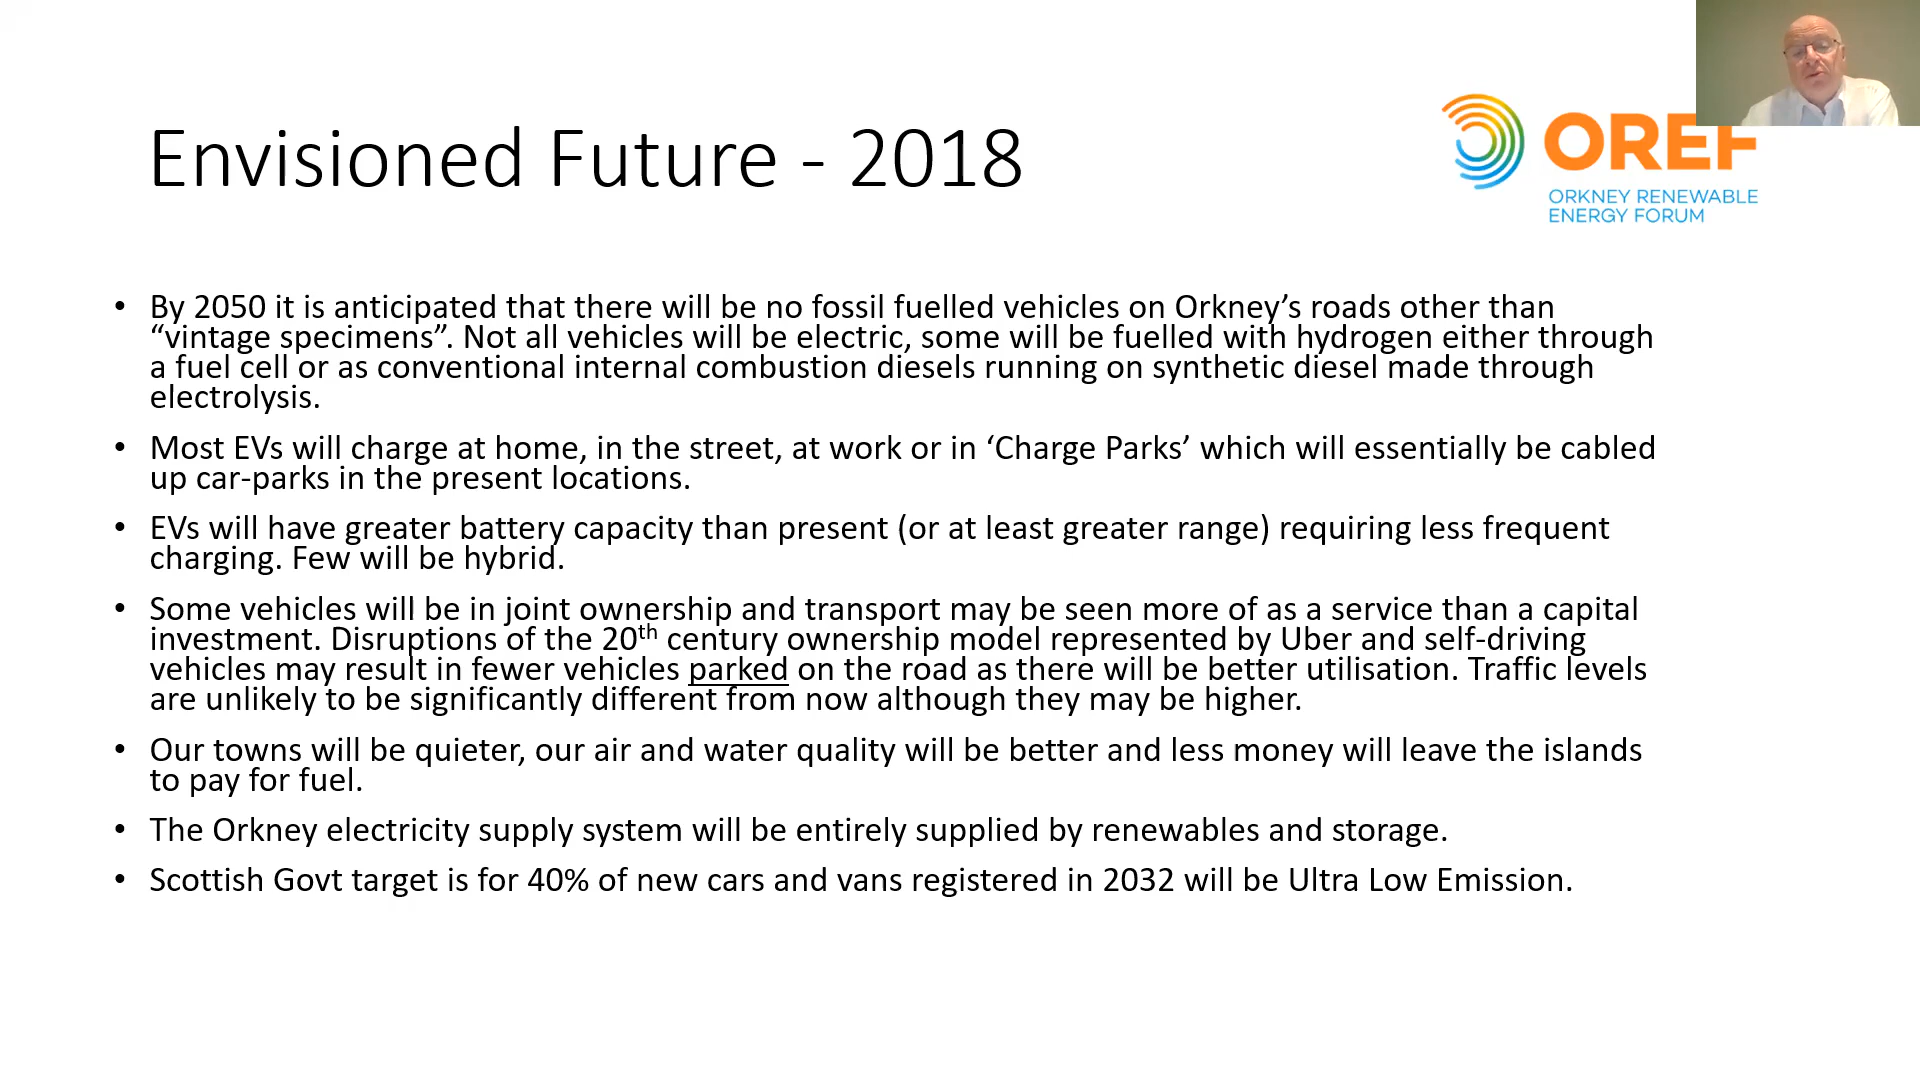 Envisioned Future - 2018
OREF
ORKNEY RENEWABLE
ENERGY FORUM
• By 2050 it is anticipated that there will be no fossil fuelled vehicles on Orkney’s roads other than
“vintage specimens”. Not all vehicles will be electric, some will be fuelled with hydrogen either through
a fuel cell or as conventional internal combustion diesels running on synthetic diesel made through
electrolysis.
• Most EVs will charge at home, in the street, at work or in ‘Charge Parks’ which will essentially be cabled
up car-parks in the present locations.
• EVs will have greater battery capacity than present (or at least greater range) requiring less frequent
charging. Few will be hybrid.
• Some vehicles will be in joint ownership and transport may be seen more of as a service than a capital
investment. Disruptions of the 20th century ownership model represented by Uber and self-driving
vehicles may result in fewer vehicles parked on the road as there will be better utilisation. Traffic levels
are unlikely to be significantly different from now although they may be higher.
• Our towns will be quieter, our air and water quality will be better and less money will leave the islands
to pay for fuel.
• The Orkney electricity supply system will be entirely supplied by renewables and storage.
• Scottish Govt target is for 40% of new cars and vans registered in 2032 will be Ultra Low Emission.